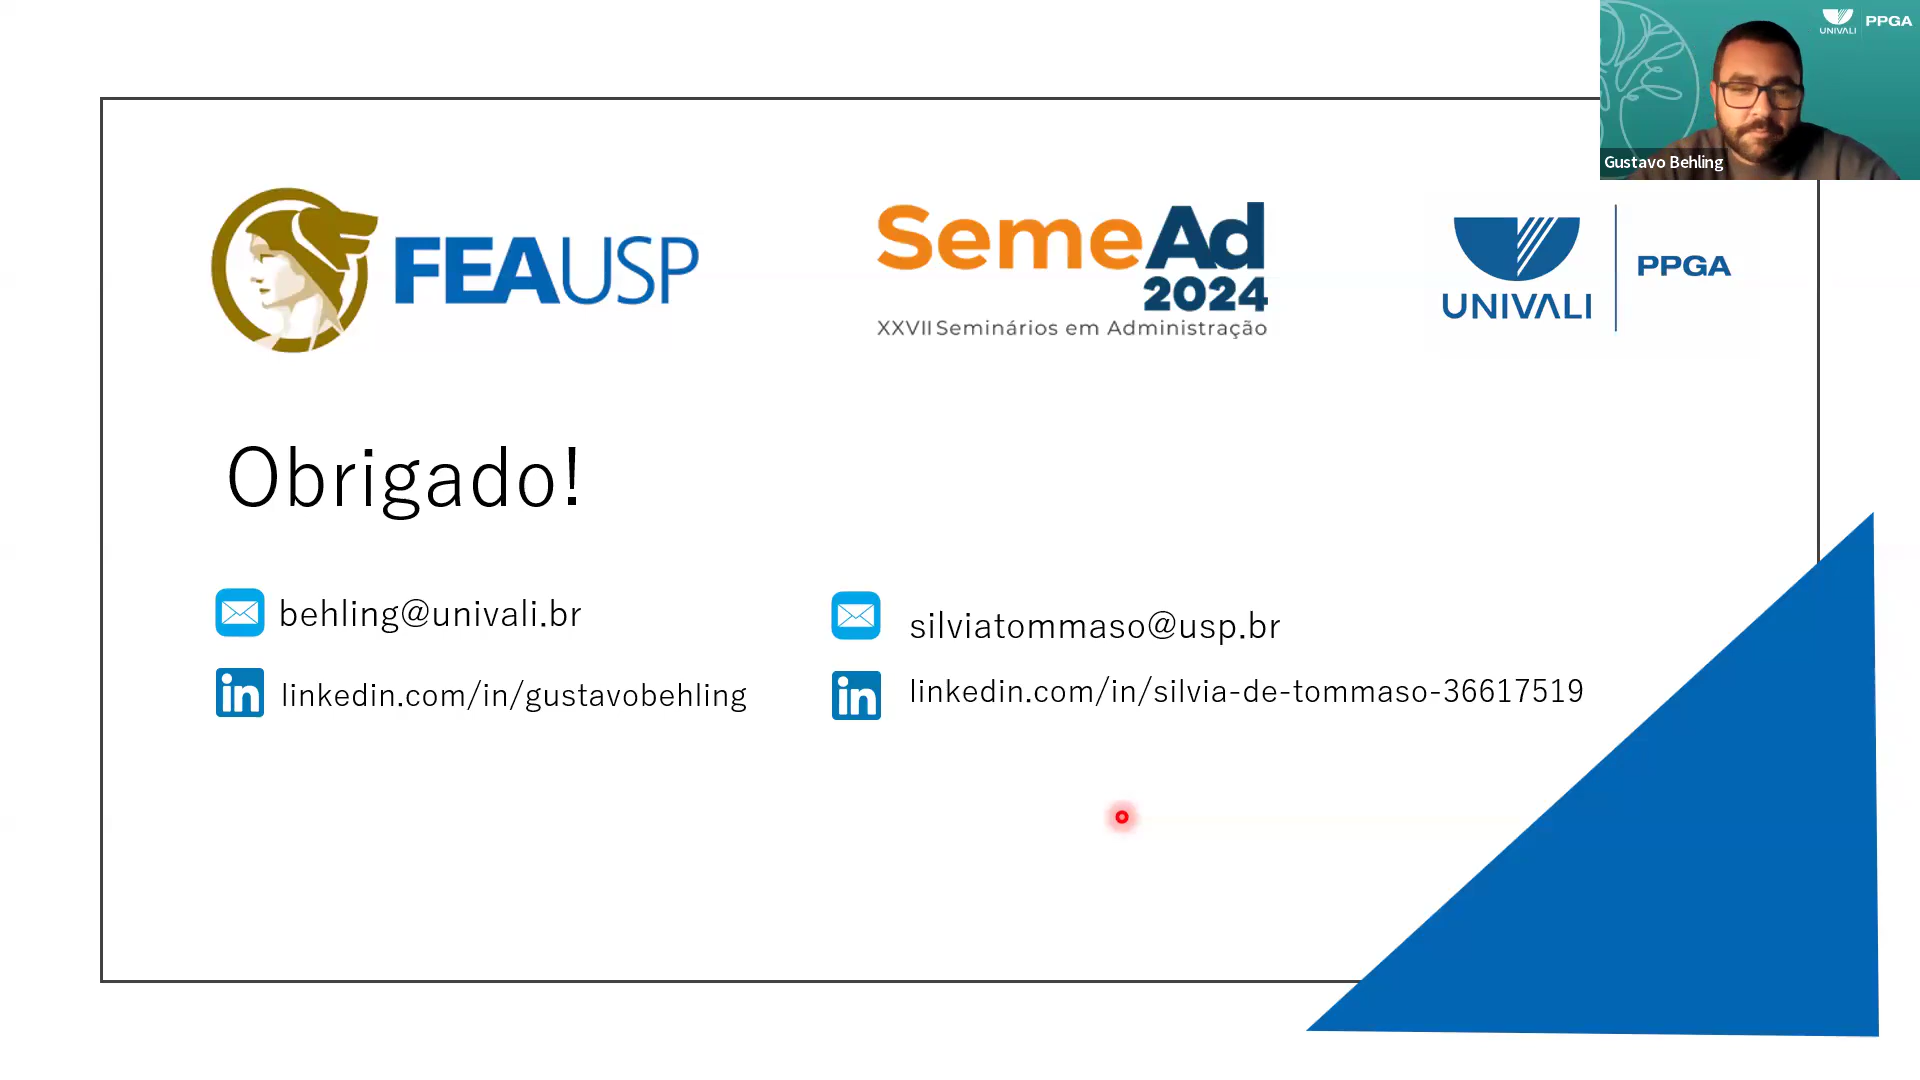 UNIVALI PPGA
Gustavo Behling
FEAUSP
SemeAd
2024
XXVII Seminários em Administração
UNIVALI
PPGA
Obrigado!
behling@univali.br
linkedin.com/in/gustavobehling
silviatommaso@usp.br
linkedin.com/in/silvia-de-tommaso-36617519